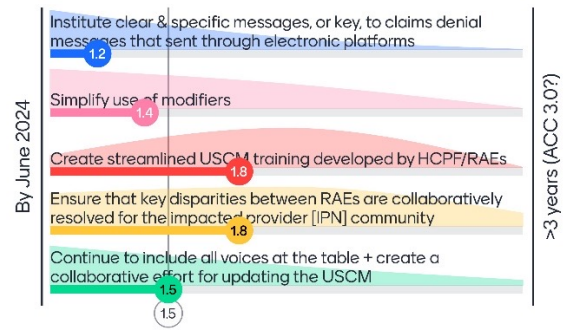 By June 2024
Institute clear & specific messages, or key, to claims denial
messages that sent through electronic platforms
1.2
Simplify use of modifiers
1.4
Create streamlined USCM training developed by HCPF/RAEs
1.8
Ensure that key disparities between RAEs are collaboratively
resolved for the impacted provider [IPN] community
1.8
Continue to include all voices at the table + create a
collaborative effort for updating the USCM
1.5
1.5
>3 years (ACC 3.0?)